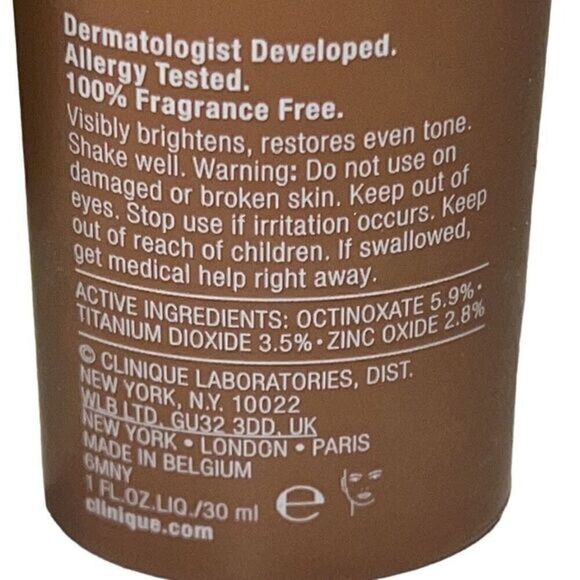 Dermatologist Developed.
Allergy Tested.
100% Fragrance Free.
Visibly brightens, restores even tone.
Shake well. Warning: Do not use on
damaged or broken skin. Keep out of
eyes. Stop use if irritation occurs. Keep
out of reach of children. If swallowed,
get medical help right away.
ACTIVE INGREDIENTS: OCTINOXATE 5.9% •
TITANIUM DIOXIDE 3.5% • ZINC OXIDE 2.8%
© CLINIQUE LABORATORIES, DIST.
NEW YORK, N.Y. 10022
WLB LTD. GU32 3DD. UK
NEW YORK • LONDON • PARIS
MADE IN BELGIUM
6MNY
1 FL.OZ.LIQ./30 ml ℮
clinique.com